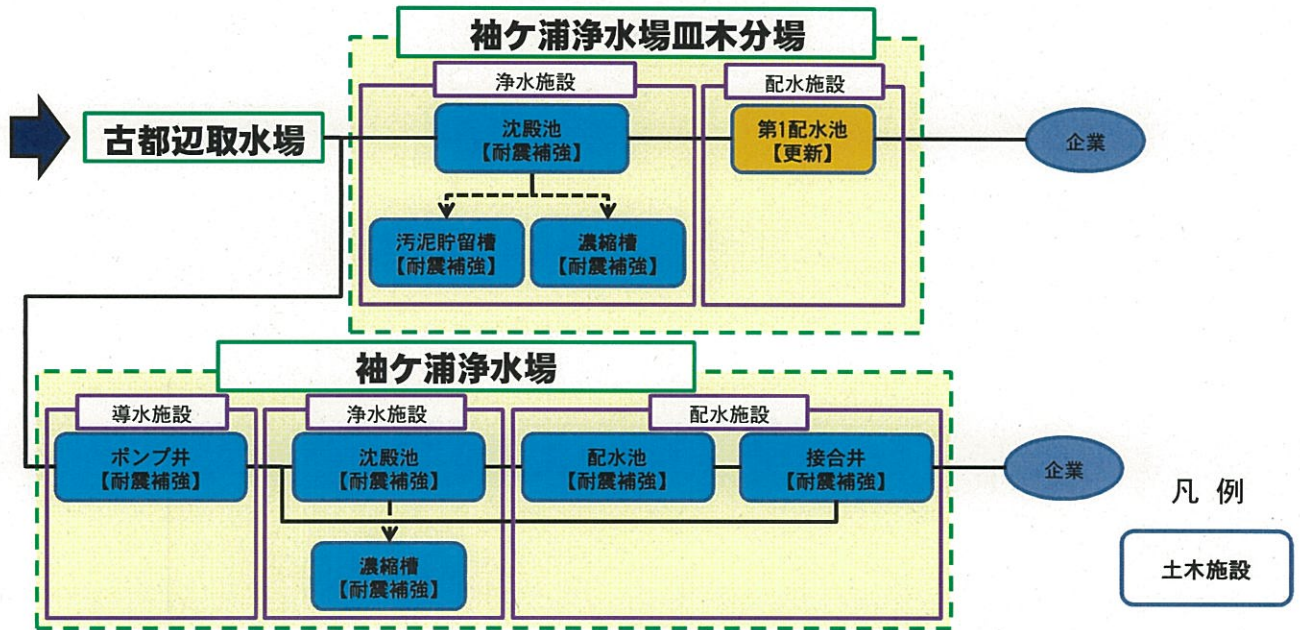 袖ケ浦浄水場皿木分場
浄水施設
配水施設
古都辺取水場
沈殿池
【耐震補強】
第1配水池
【更新】
企業
汚泥貯留槽
【耐震補強】
濃縮槽
【耐震補強】
袖ケ浦浄水場
導水施設
浄水施設
配水施設
ポンプ井
【耐震補強】
沈殿池
【耐震補強】
配水池
【耐震補強】
接合井
【耐震補強】
企業
濃縮槽
【耐震補強】
凡 例
土木施設